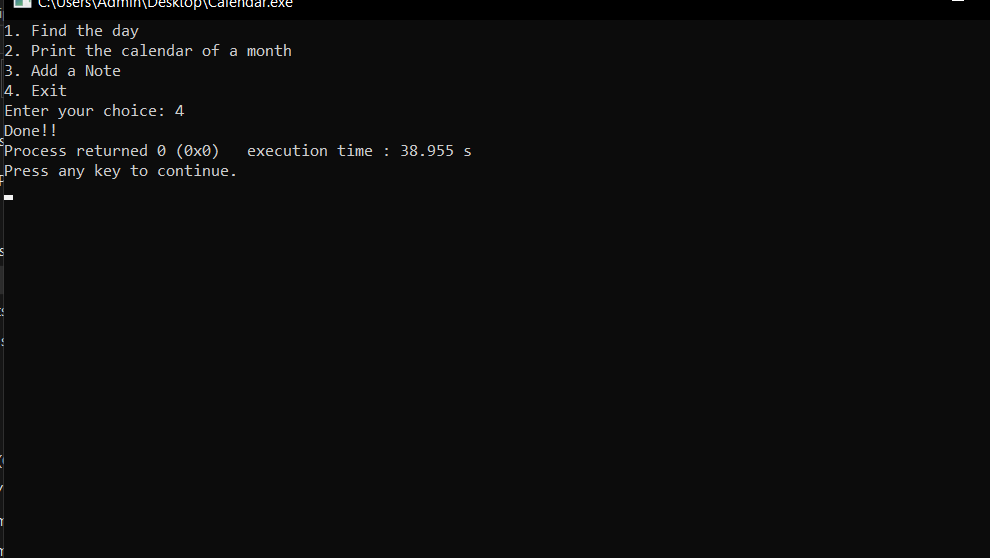 C:\Users\Admin\Desktop\Calendar.exe
1. Find the day
2. Print the calendar of a month
3. Add a Note
4. Exit
Enter your choice: 4
Done!!
Process returned 0 (0x0)   execution time : 38.955 s
Press any key to continue.